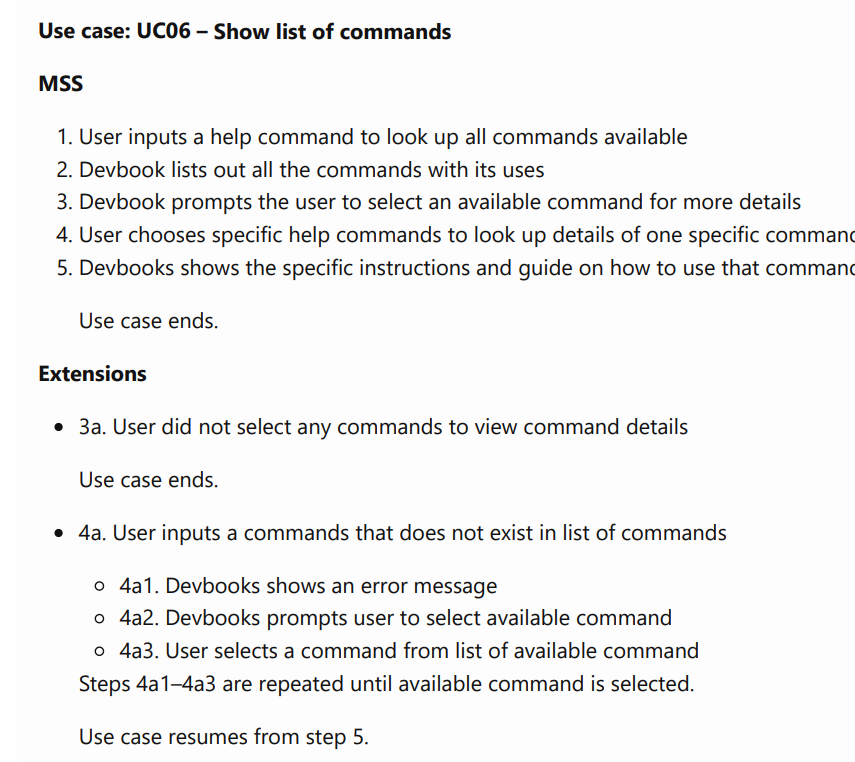 Use case: UC06 – Show list of commands
MSS
1. User inputs a help command to look up all commands available
2. Devbook lists out all the commands with its uses
3. Devbook prompts the user to select an available command for more details
4. User chooses specific help commands to look up details of one specific command
5. Devbooks shows the specific instructions and guide on how to use that command
Use case ends.
Extensions
• 3a. User did not select any commands to view command details
Use case ends.
• 4a. User inputs a commands that does not exist in list of commands
◦ 4a1. Devbooks shows an error message
◦ 4a2. Devbooks prompts user to select available command
◦ 4a3. User selects a command from list of available command
Steps 4a1–4a3 are repeated until available command is selected.
Use case resumes from step 5.